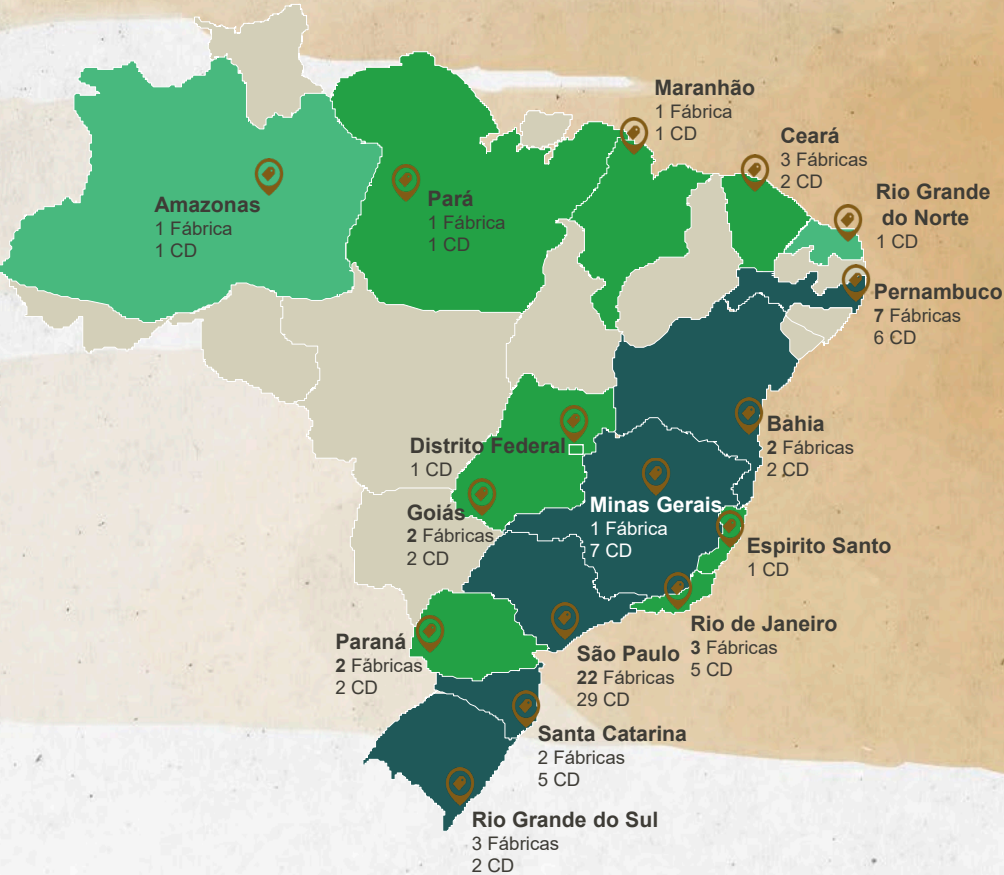 Maranhão
1 Fábrica
1 CD
Ceará
3 Fábricas
2 CD
Rio Grande
do Norte
1 CD
Amazonas
1 Fábrica
1 CD
Pará
1 Fábrica
1 CD
Pernambuco
7 Fábricas
6 CD
Bahia
2 Fábricas
2 CD
Distrito Federal
1 CD
Goiás
2 Fábricas
2 CD
Minas Gerais
1 Fábrica
7 CD
Espirito Santo
1 CD
Rio de Janeiro
3 Fábricas
5 CD
Paraná
2 Fábricas
2 CD
São Paulo
22 Fábricas
29 CD
Santa Catarina
2 Fábricas
5 CD
Rio Grande do Sul
3 Fábricas
2 CD